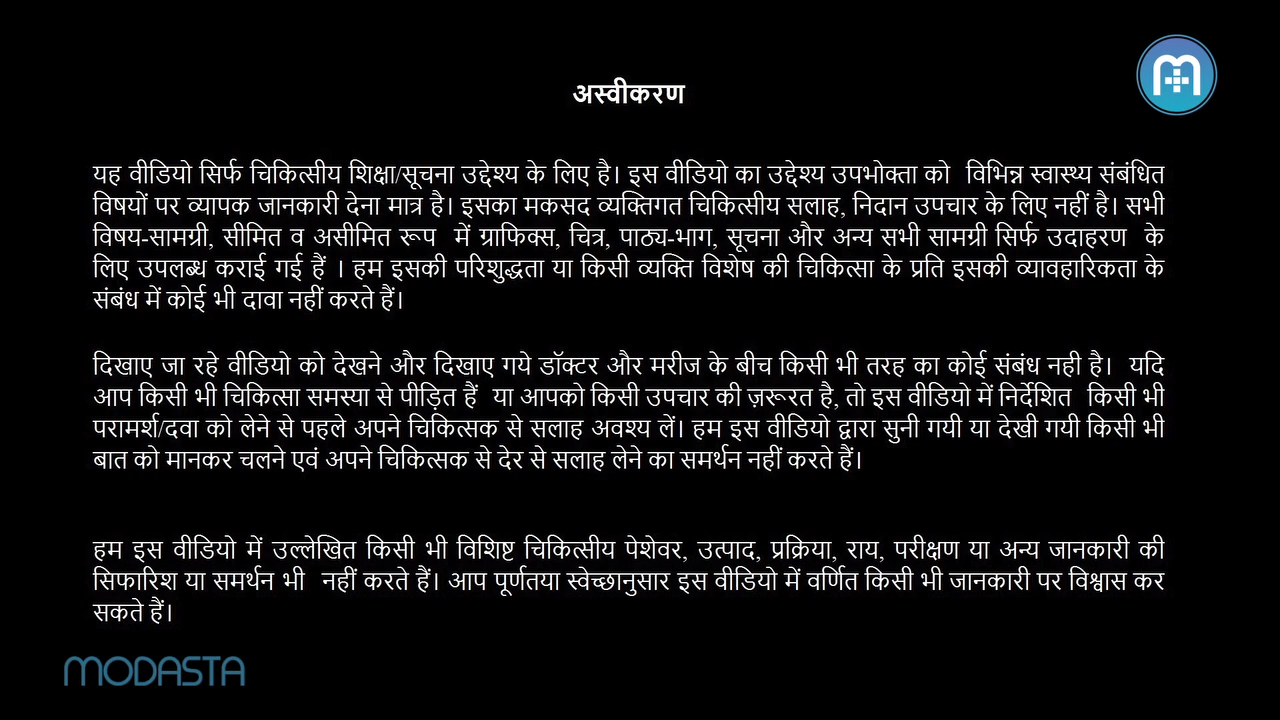 अस्वीकरण
यह वीडियो सिर्फ चिकित्सीय शिक्षा/सूचना उद्देश्य के लिए है। इस वीडियो का उद्देश्य उपभोक्ता को विभिन्न स्वास्थ्य संबंधित
विषयों पर व्यापक जानकारी देना मात्र है। इसका मकसद व्यक्तिगत चिकित्सीय सलाह, निदान उपचार के लिए नहीं है। सभी
विषय-सामग्री, सीमित व असीमित रूप में ग्राफिक्स, चित्र, पाठ्य-भाग, सूचना और अन्य सभी सामग्री सिर्फ उदाहरण के
लिए उपलब्ध कराई गई हैं । हम इसकी परिशुद्धता या किसी व्यक्ति विशेष की चिकित्सा के प्रति इसकी व्यावहारिकता के
संबंध में कोई भी दावा नहीं करते हैं।
दिखाए जा रहे वीडियो को देखने और दिखाए गये डॉक्टर और मरीज के बीच किसी भी तरह का कोई संबंध नही है। यदि
आप किसी भी चिकित्सा समस्या से पीड़ित हैं या आपको किसी उपचार की ज़रूरत है, तो इस वीडियो में निर्देशित किसी भी
परामर्श/दवा को लेने से पहले अपने चिकित्सक से सलाह अवश्य लें। हम इस वीडियो द्वारा सुनी गयी या देखी गयी किसी भी
बात को मानकर चलने एवं अपने चिकित्सक से देर से सलाह लेने का समर्थन नहीं करते हैं।
हम इस वीडियो में उल्लेखित किसी भी विशिष्ट चिकित्सीय पेशेवर, उत्पाद, प्रक्रिया, राय, परीक्षण या अन्य जानकारी की
सिफारिश या समर्थन भी नहीं करते हैं। आप पूर्णतया स्वेच्छानुसार इस वीडियो में वर्णित किसी भी जानकारी पर विश्वास कर
सकते हैं।
MODASTA